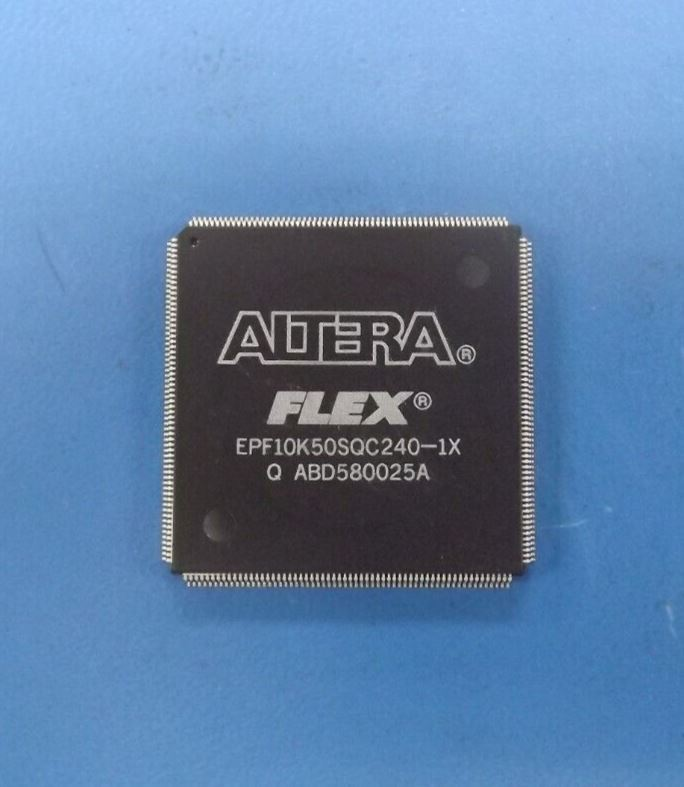 ALTERA®
FLEX®
EPF10K50SQC240-1X
Q ABD580025A